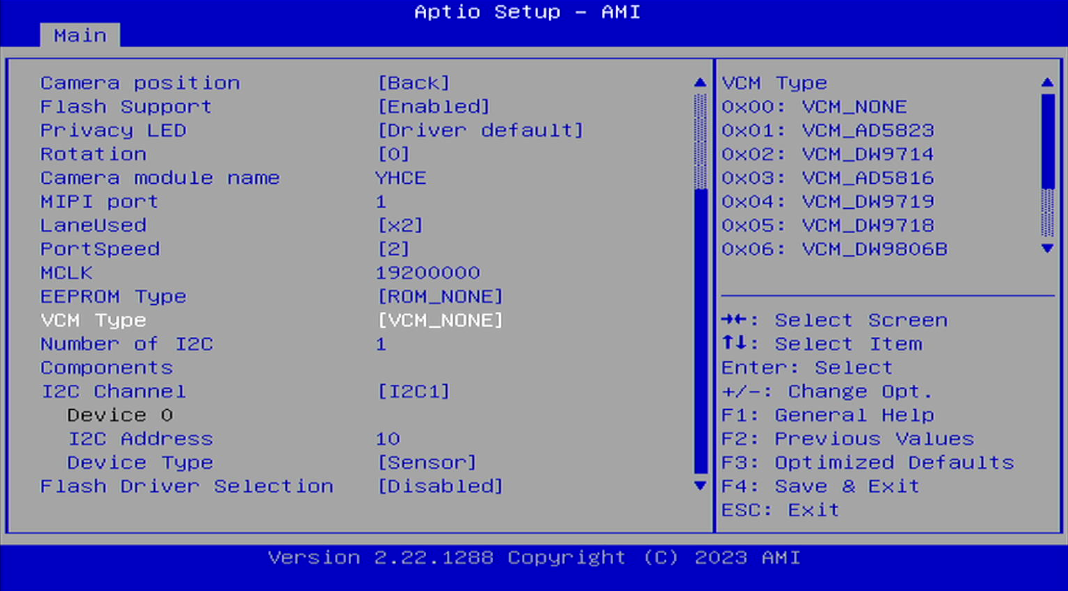 Aptio Setup – AMI
Main
Camera position [Back]
Flash Support [Enabled]
Privacy LED [Driver default]
Rotation [0]
Camera module name YHCE
MIPI port 1
LaneUsed [x2]
PortSpeed [2]
MCLK 19200000
EEPROM Type [ROM_NONE]
VCM Type [VCM_NONE]
Number of I2C 1
Components
I2C Channel [I2C1]
Device 0
I2C Address 10
Device Type [Sensor]
Flash Driver Selection [Disabled]
VCM Type
0x00: VCM_NONE
0x01: VCM_AD5823
0x02: VCM_DW9714
0x03: VCM_AD5816
0x04: VCM_DW9719
0x05: VCM_DW9718
0x06: VCM_DW9806B
→←: Select Screen
↑↓: Select Item
Enter: Select
+/-: Change Opt.
F1: General Help
F2: Previous Values
F3: Optimized Defaults
F4: Save & Exit
ESC: Exit
Version 2.22.1288 Copyright (C) 2023 AMI